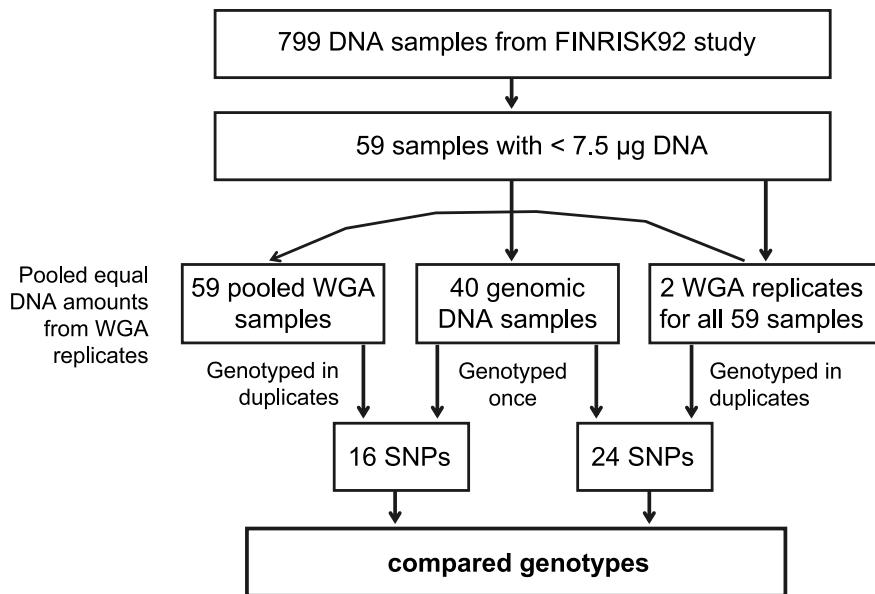 799 DNA samples from FINRISK92 study
59 samples with < 7.5 µg DNA
Pooled equal
DNA amounts
from WGA
replicates
59 pooled WGA
samples
40 genomic
DNA samples
2 WGA replicates
for all 59 samples
Genotyped in
duplicates
Genotyped
once
Genotyped in
duplicates
16 SNPs
24 SNPs
compared genotypes